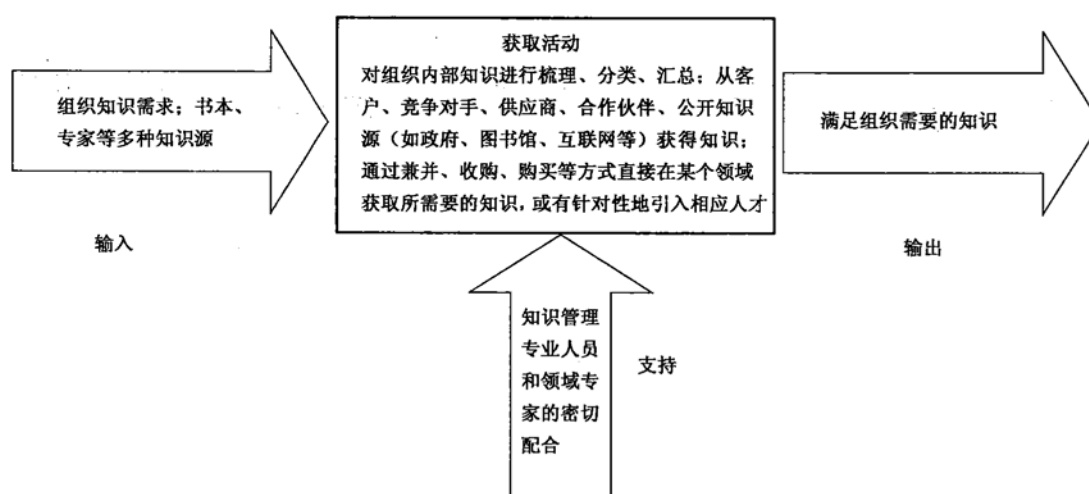 获取活动
对组织内部知识进行梳理、分类、汇总；从客
户、竞争对手、供应商、合作伙伴、公开知识
源（如政府、图书馆、互联网等）获得知识；
通过兼并、收购、购买等方式直接在某个领域
获取所需要的知识，或有针对性地引入相应人才
组织知识需求；书本、
专家等多种知识源
满足组织需要的知识
输入
输出
知识管理
专业人员
和领域专
家的密切
配合
支持